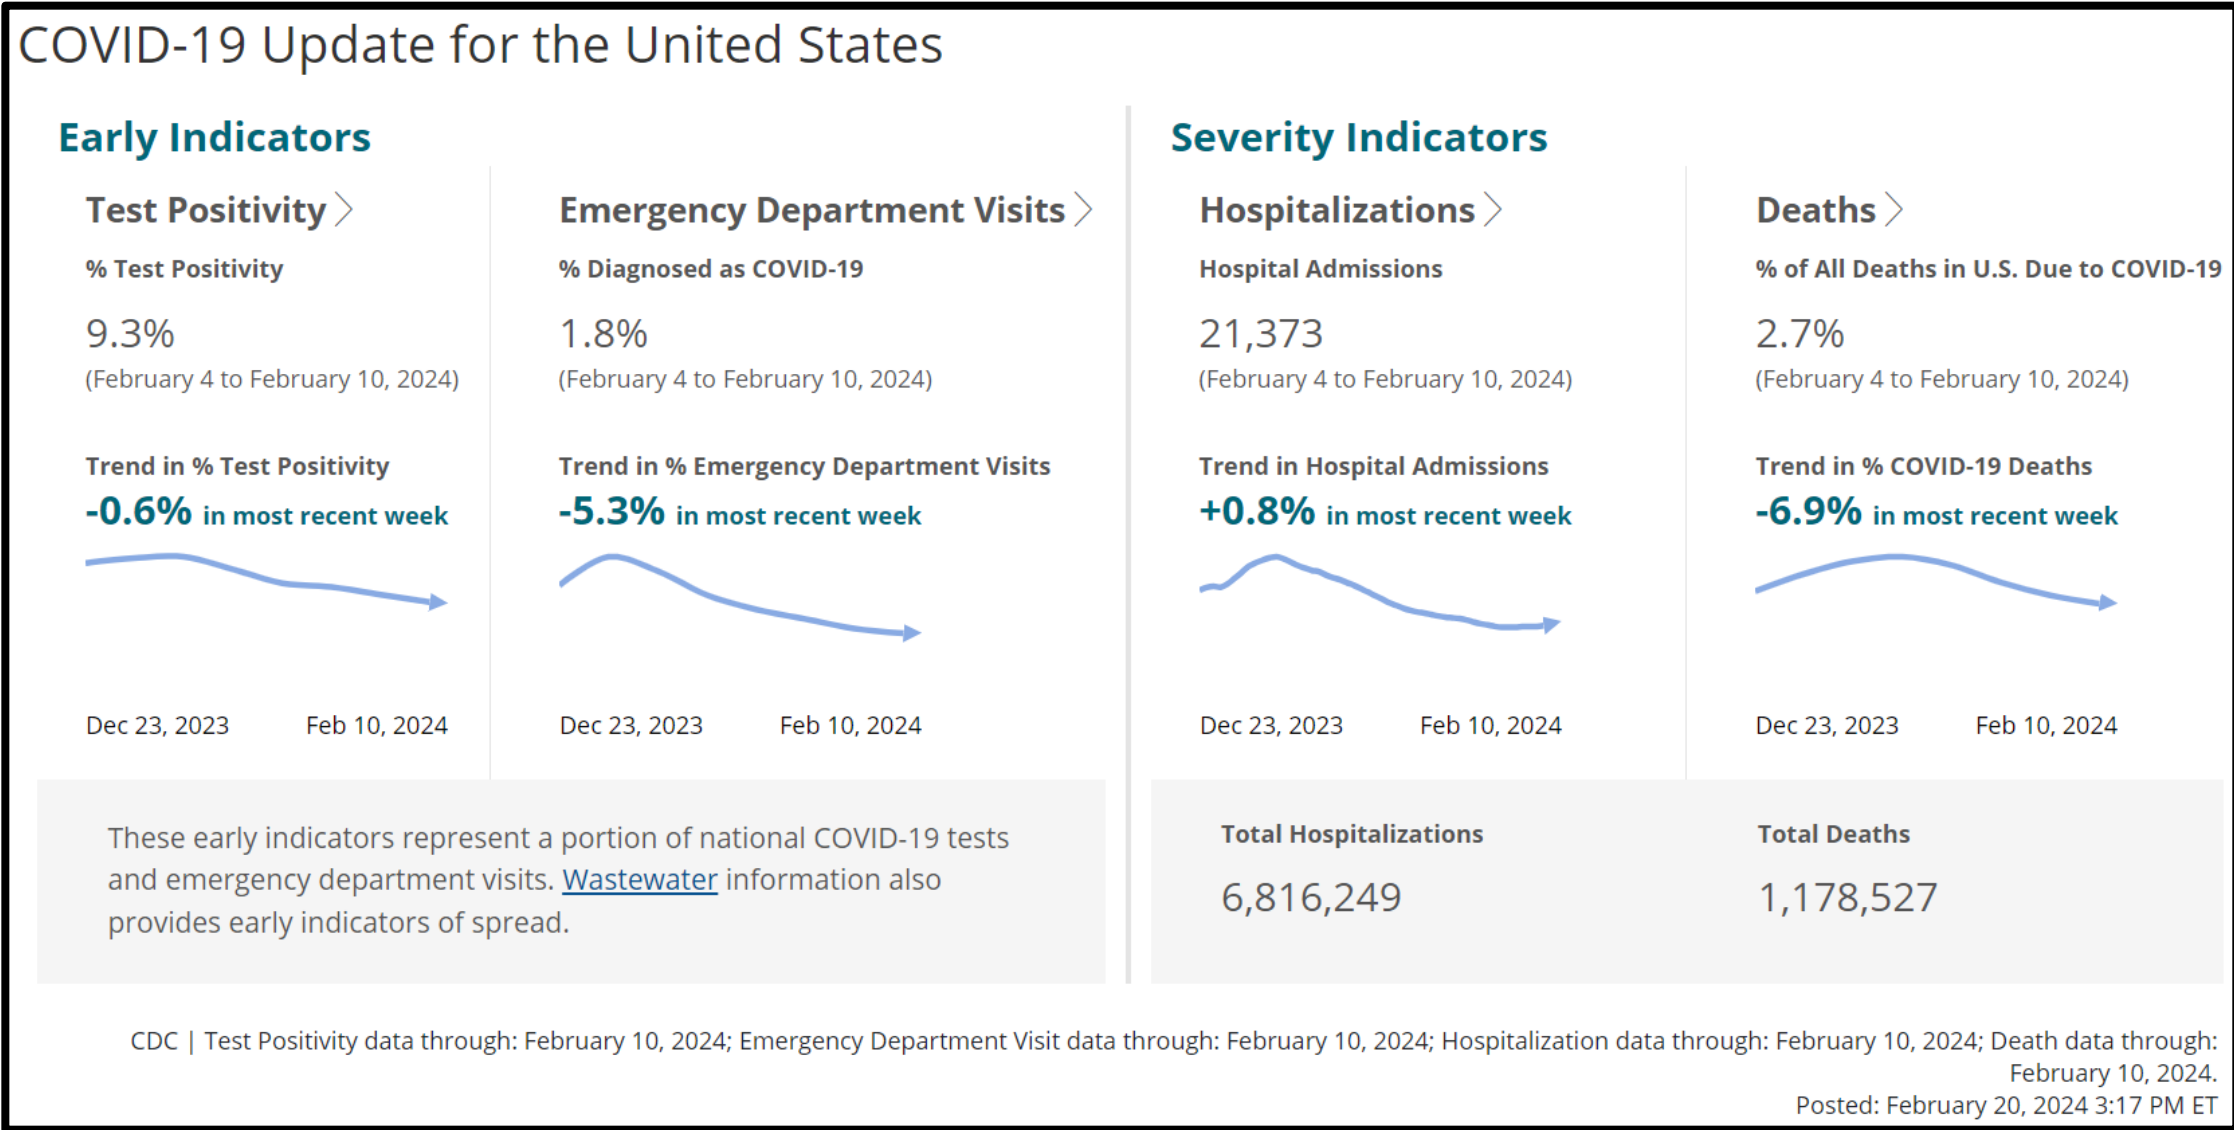 COVID-19 Update for the United States
Early Indicators
Test Positivity
% Test Positivity
9.3%
(February 4 to February 10, 2024)
Trend in % Test Positivity
-0.6% in most recent week
Dec 23, 2023 Feb 10, 2024
Emergency Department Visits
% Diagnosed as COVID-19
1.8%
(February 4 to February 10, 2024)
Trend in % Emergency Department Visits
-5.3% in most recent week
Dec 23, 2023 Feb 10, 2024
These early indicators represent a portion of national COVID-19 tests
and emergency department visits. Wastewater information also
provides early indicators of spread.
Severity Indicators
Hospitalizations
Hospital Admissions
21,373
(February 4 to February 10, 2024)
Trend in Hospital Admissions
+0.8% in most recent week
Dec 23, 2023 Feb 10, 2024
Deaths
% of All Deaths in U.S. Due to COVID-19
2.7%
(February 4 to February 10, 2024)
Trend in % COVID-19 Deaths
-6.9% in most recent week
Dec 23, 2023 Feb 10, 2024
Total Hospitalizations
6,816,249
Total Deaths
1,178,527
CDC | Test Positivity data through: February 10, 2024; Emergency Department Visit data through: February 10, 2024; Hospitalization data through: February 10, 2024; Death data through:
February 10, 2024.
Posted: February 20, 2024 3:17 PM ET